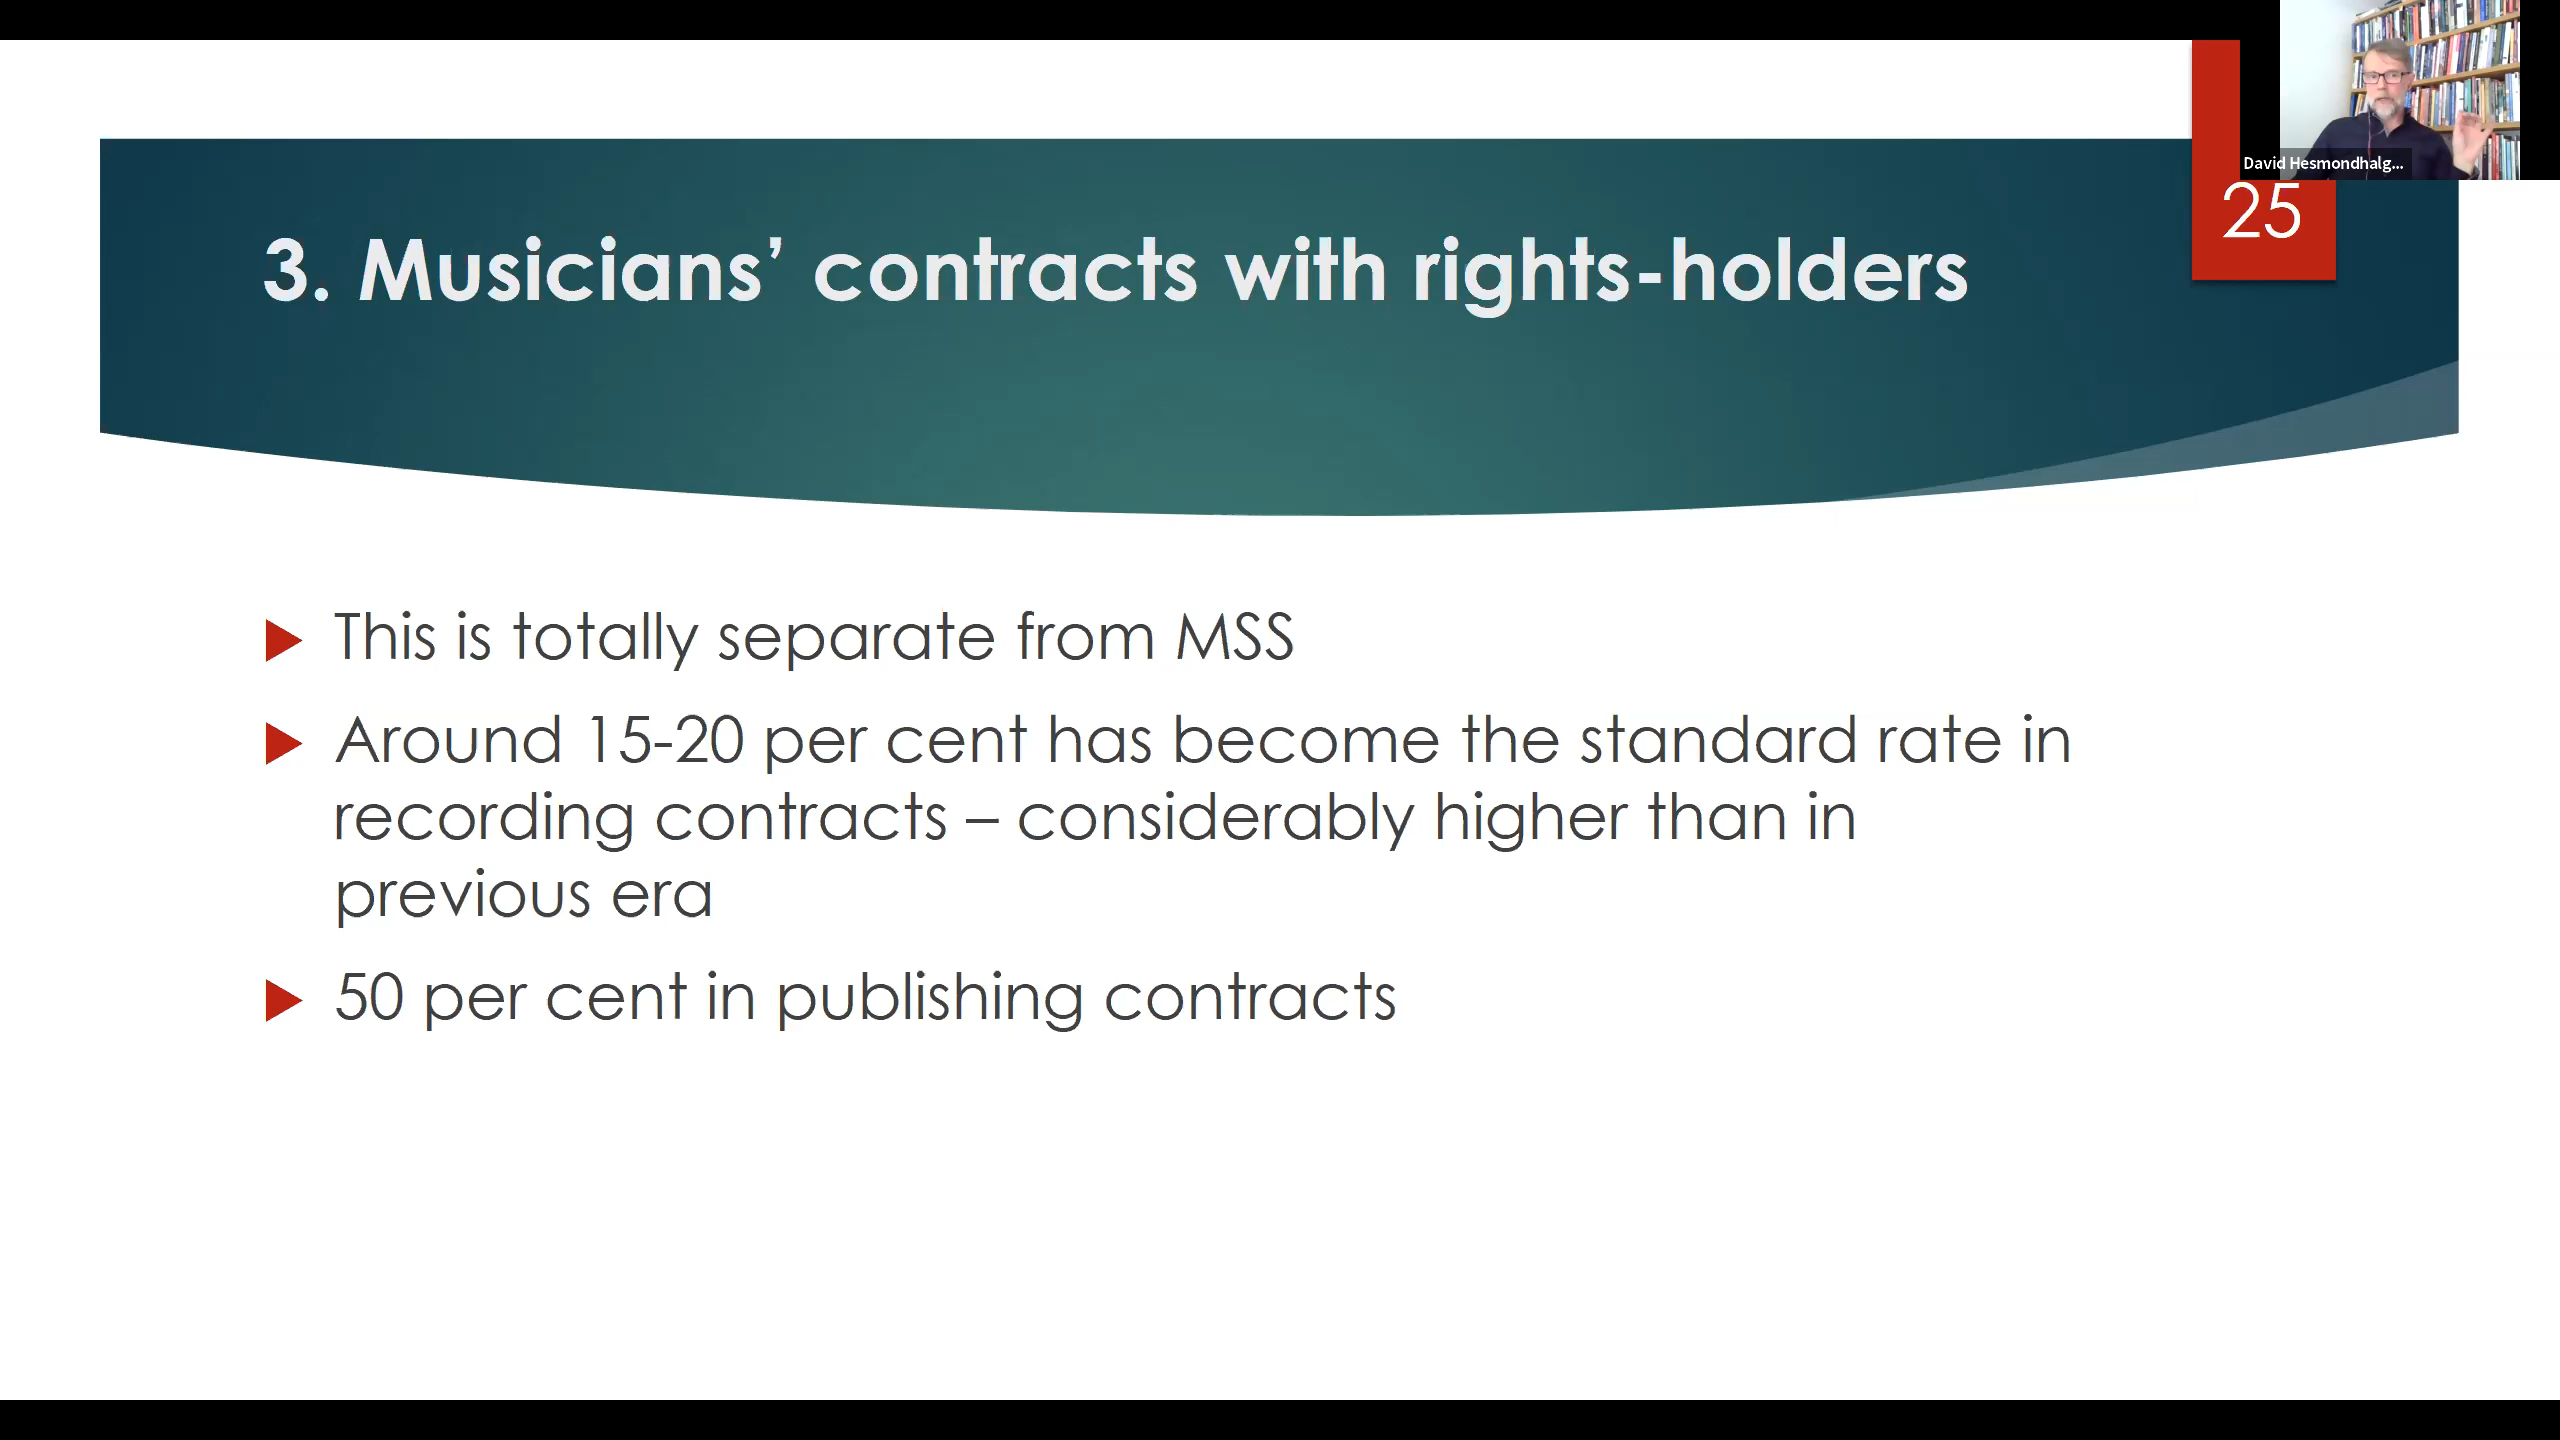 David Hesmondhalg...
25
3. Musicians’ contracts with rights-holders
This is totally separate from MSS
Around 15-20 per cent has become the standard rate in
recording contracts – considerably higher than in
previous era
50 per cent in publishing contracts